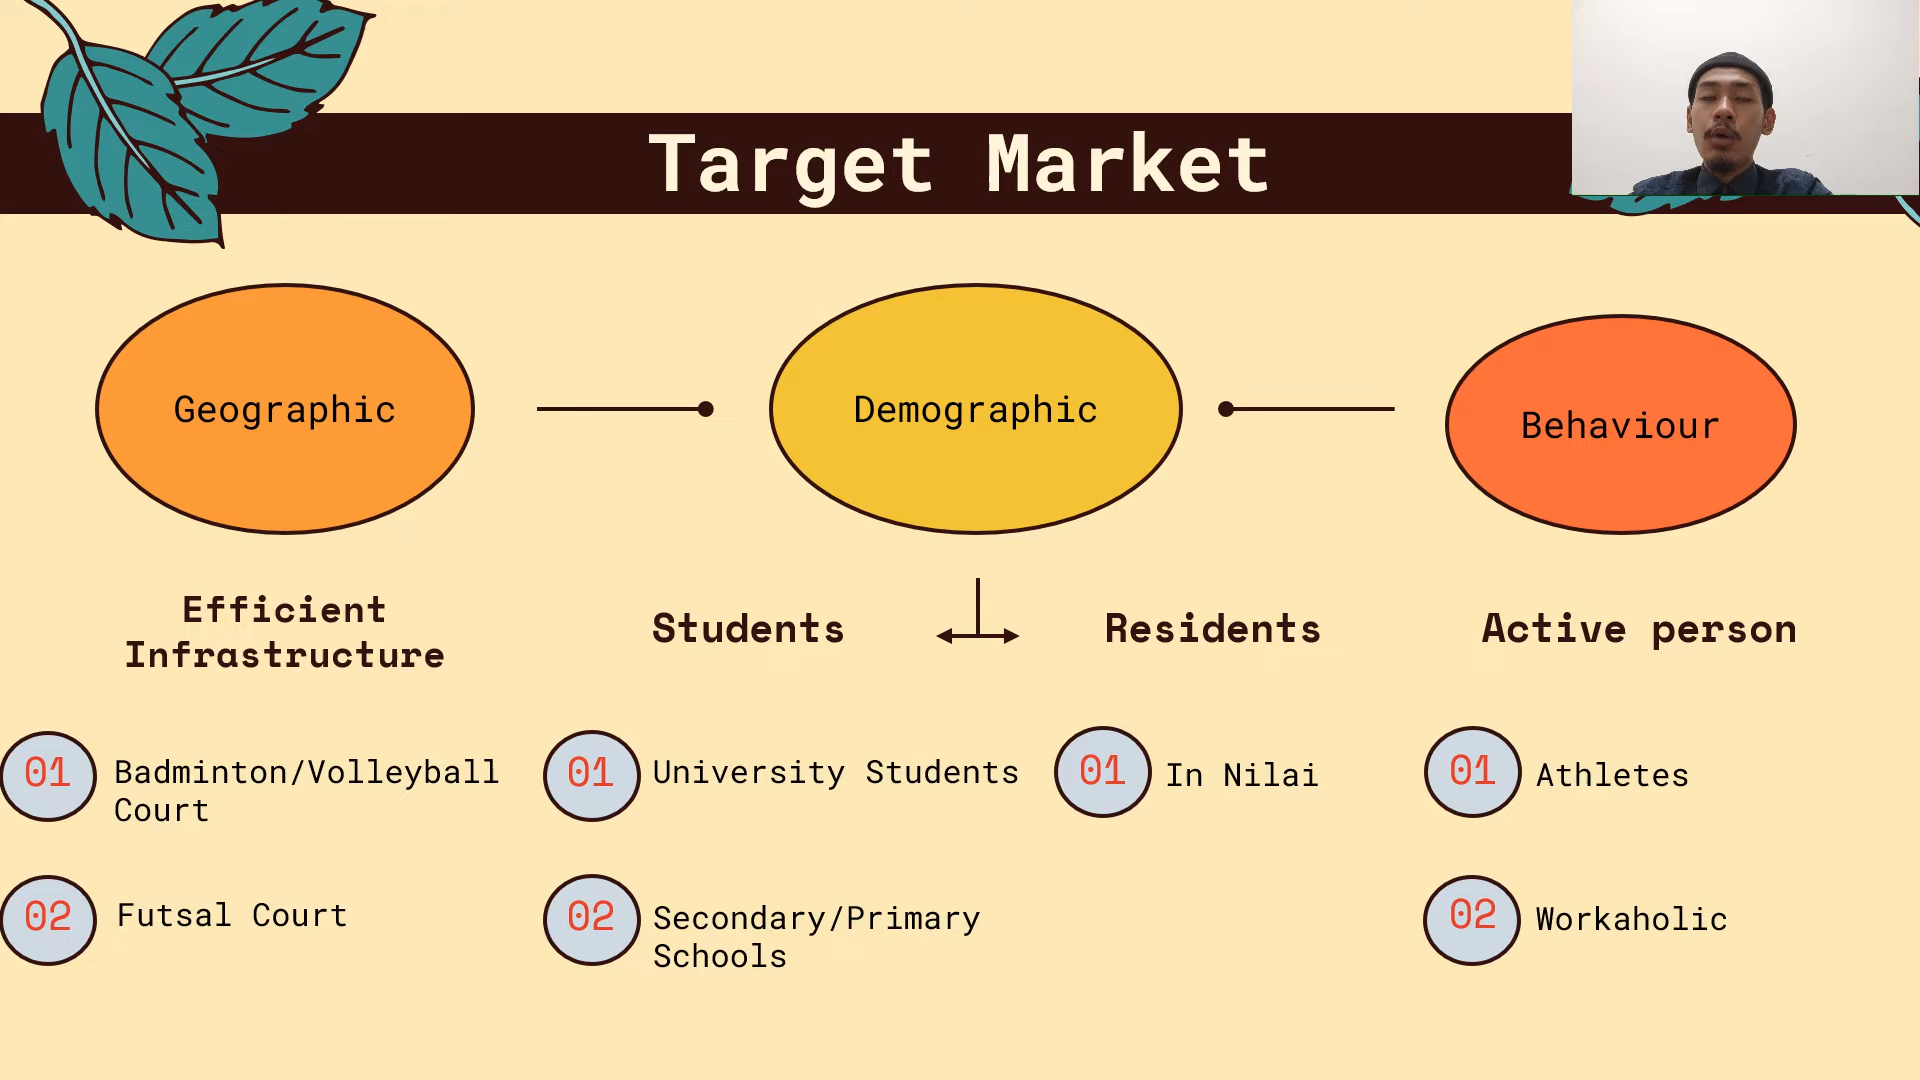 Target Market
Geographic
Demographic
Behaviour
Efficient
Infrastructure
Students
Residents
Active person
01
Badminton/Volleyball
Court
02
Futsal Court
01
University Students
02
Secondary/Primary
Schools
01
In Nilai
01
Athletes
02
Workaholic